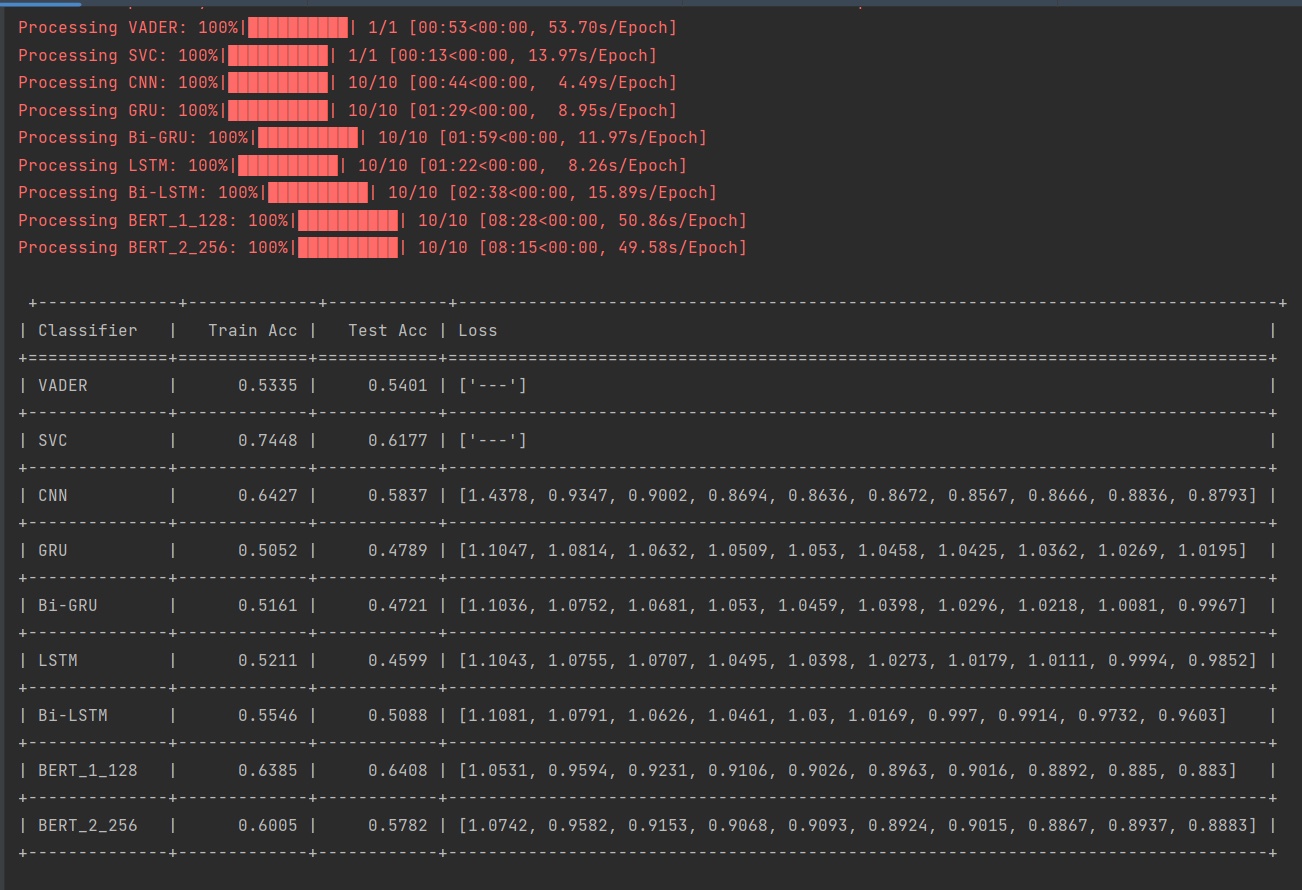 Processing VADER: 100%|██████████| 1/1 [00:53<00:00, 53.70s/Epoch]
Processing SVC: 100%|██████████| 1/1 [00:13<00:00, 13.97s/Epoch]
Processing CNN: 100%|██████████| 10/10 [00:44<00:00,  4.49s/Epoch]
Processing GRU: 100%|██████████| 10/10 [01:29<00:00,  8.95s/Epoch]
Processing Bi-GRU: 100%|██████████| 10/10 [01:59<00:00, 11.97s/Epoch]
Processing LSTM: 100%|██████████| 10/10 [01:22<00:00,  8.26s/Epoch]
Processing Bi-LSTM: 100%|██████████| 10/10 [02:38<00:00, 15.89s/Epoch]
Processing BERT_1_128: 100%|██████████| 10/10 [08:28<00:00, 50.86s/Epoch]
Processing BERT_2_256: 100%|██████████| 10/10 [08:15<00:00, 49.58s/Epoch]
| Classifier   |   Train Acc |   Test Acc | Loss |
| VADER        |      0.5335 |     0.5401 | ['---'] |
| SVC          |      0.7448 |     0.6177 | ['---'] |
| CNN          |      0.6427 |     0.5837 | [1.4378, 0.9347, 0.9002, 0.8694, 0.8636, 0.8672, 0.8567, 0.8666, 0.8836, 0.8793] |
| GRU          |      0.5052 |     0.4789 | [1.1047, 1.0814, 1.0632, 1.0509, 1.053, 1.0458, 1.0425, 1.0362, 1.0269, 1.0195] |
| Bi-GRU       |      0.5161 |     0.4721 | [1.1036, 1.0752, 1.0681, 1.053, 1.0459, 1.0398, 1.0296, 1.0218, 1.0081, 0.9967] |
| LSTM         |      0.5211 |     0.4599 | [1.1043, 1.0755, 1.0707, 1.0495, 1.0398, 1.0273, 1.0179, 1.0111, 0.9994, 0.9852] |
| Bi-LSTM      |      0.5546 |     0.5088 | [1.1081, 1.0791, 1.0626, 1.0461, 1.03, 1.0169, 0.997, 0.9914, 0.9732, 0.9603] |
| BERT_1_128   |      0.6385 |     0.6408 | [1.0531, 0.9594, 0.9231, 0.9106, 0.9026, 0.8963, 0.9016, 0.8892, 0.885, 0.883] |
| BERT_2_256   |      0.6005 |     0.5782 | [1.0742, 0.9582, 0.9153, 0.9068, 0.9093, 0.8924, 0.9015, 0.8867, 0.8937, 0.8883] |